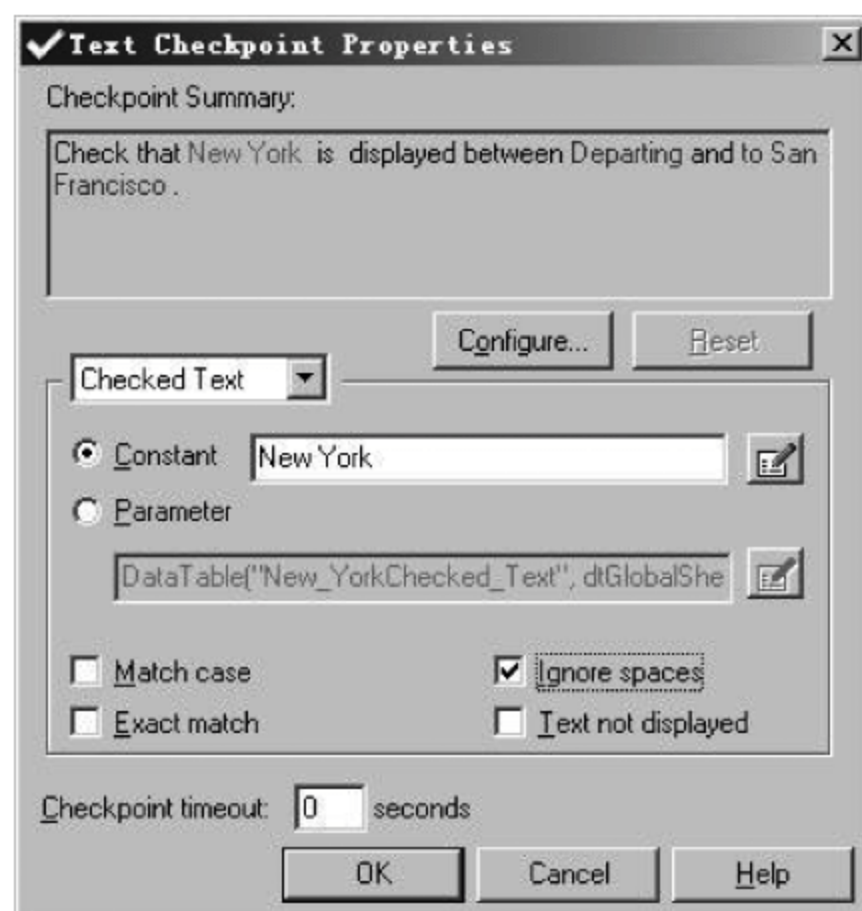 Text Checkpoint Properties
Checkpoint Summary:
Check that New York is displayed between Departing and to San
Francisco .
Configure... Reset
Checked Text
Constant New York
Parameter
DataTable("New_YorkChecked_Text", dtGlobalShe
Match case Ignore spaces
Exact match Text not displayed
Checkpoint timeout: 0 seconds
OK Cancel Help